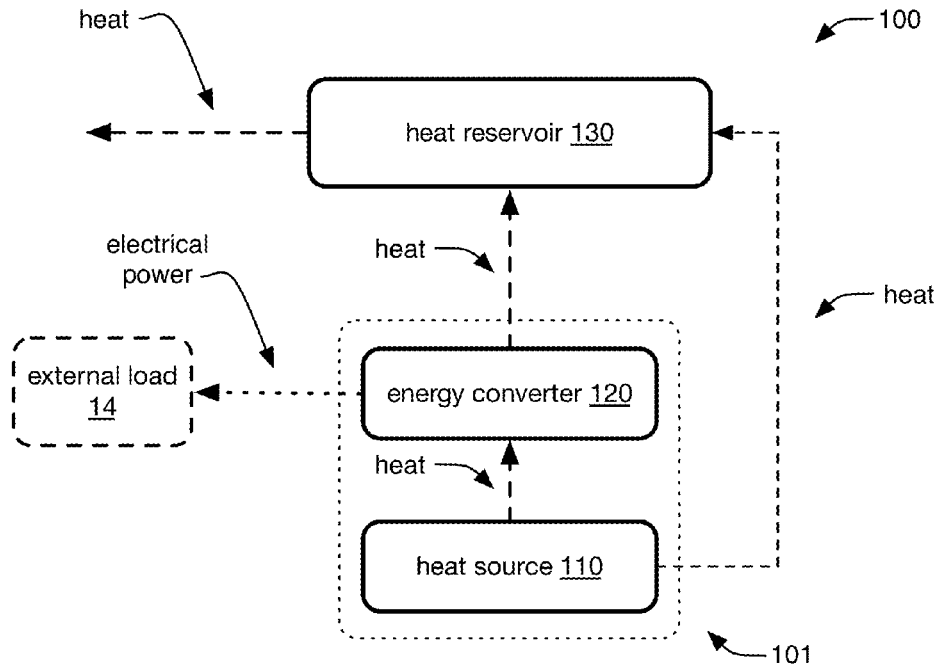 heat
100
heat reservoir 130
heat
electrical
power
heat
external load
14
energy converter 120
heat
heat source 110
101